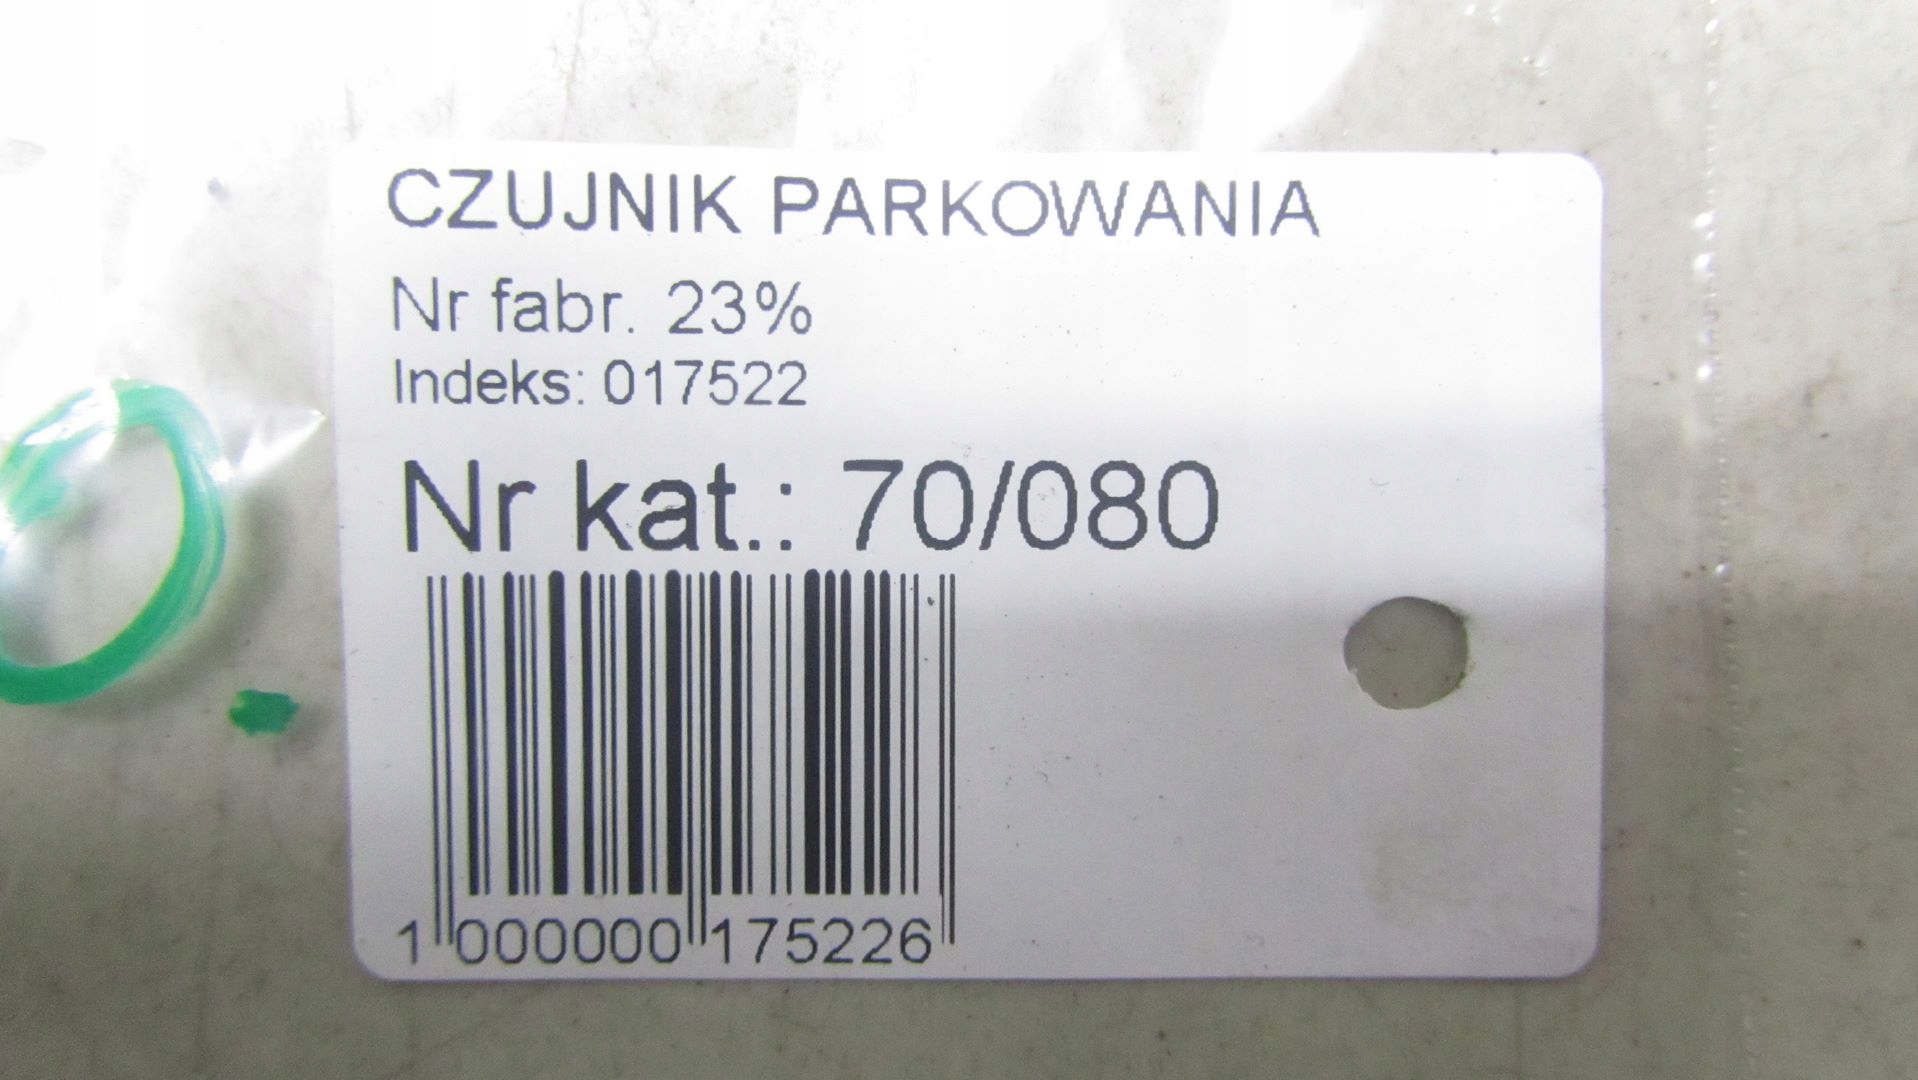 CZUJNIK PARKOWANIA
Nr fabr. 23%
Indeks: 017522
Nr kat.: 70/080
1 000000 175226